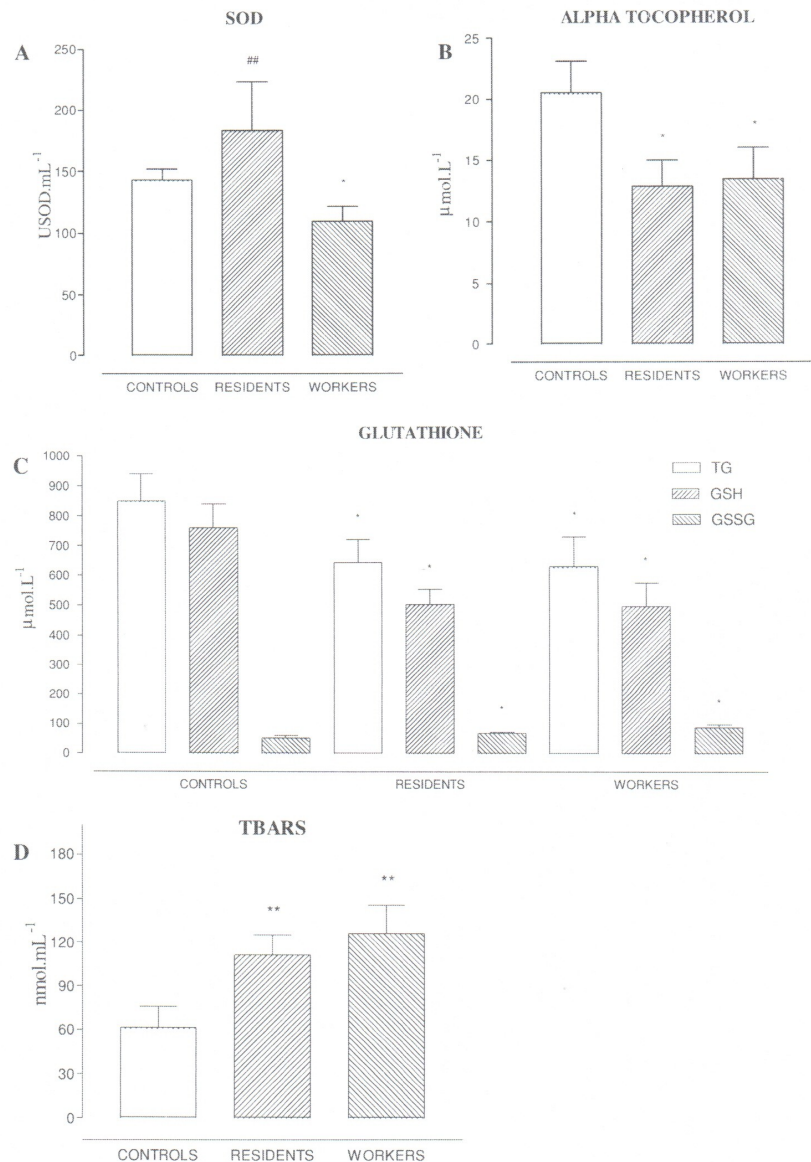 SOD
A
##
*
250
200
150
100
50
0
USOD.mL-1
CONTROLS RESIDENTS WORKERS
ALPHA TOCOPHEROL
B
* *
25
20
15
10
5
0
µmol.mL-1
CONTROLS RESIDENTS WORKERS
GLUTATHIONE
C
TG
GSH
GSSG
* * * * * *
1000
900
800
700
600
500
400
300
200
100
0
µmol.L-1
CONTROLS RESIDENTS WORKERS
TBARS
D
** **
180
150
120
90
60
30
0
nmol.mL-1
CONTROLS RESIDENTS WORKERS